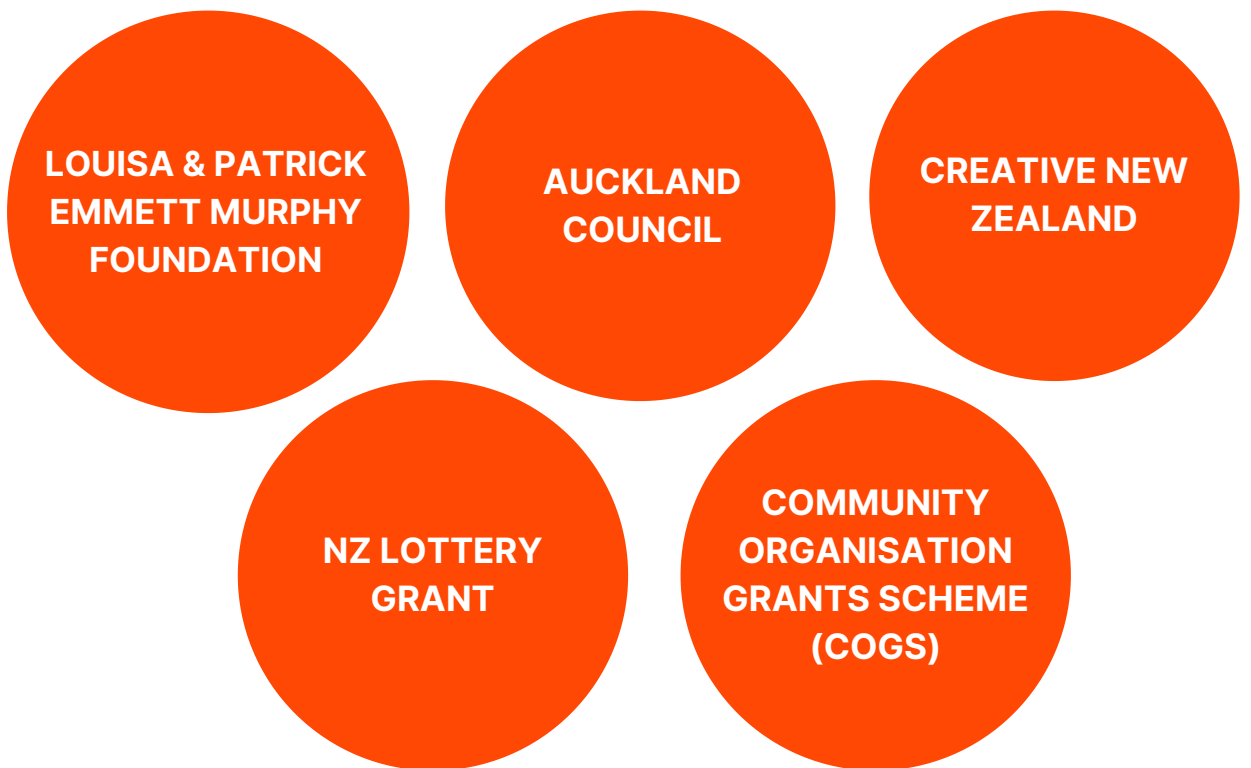 LOUISA & PATRICK
EMMETT MURPHY
FOUNDATION
AUCKLAND
COUNCIL
CREATIVE NEW
ZEALAND
NZ LOTTERY
GRANT
COMMUNITY
ORGANISATION
GRANTS SCHEME
(COGS)